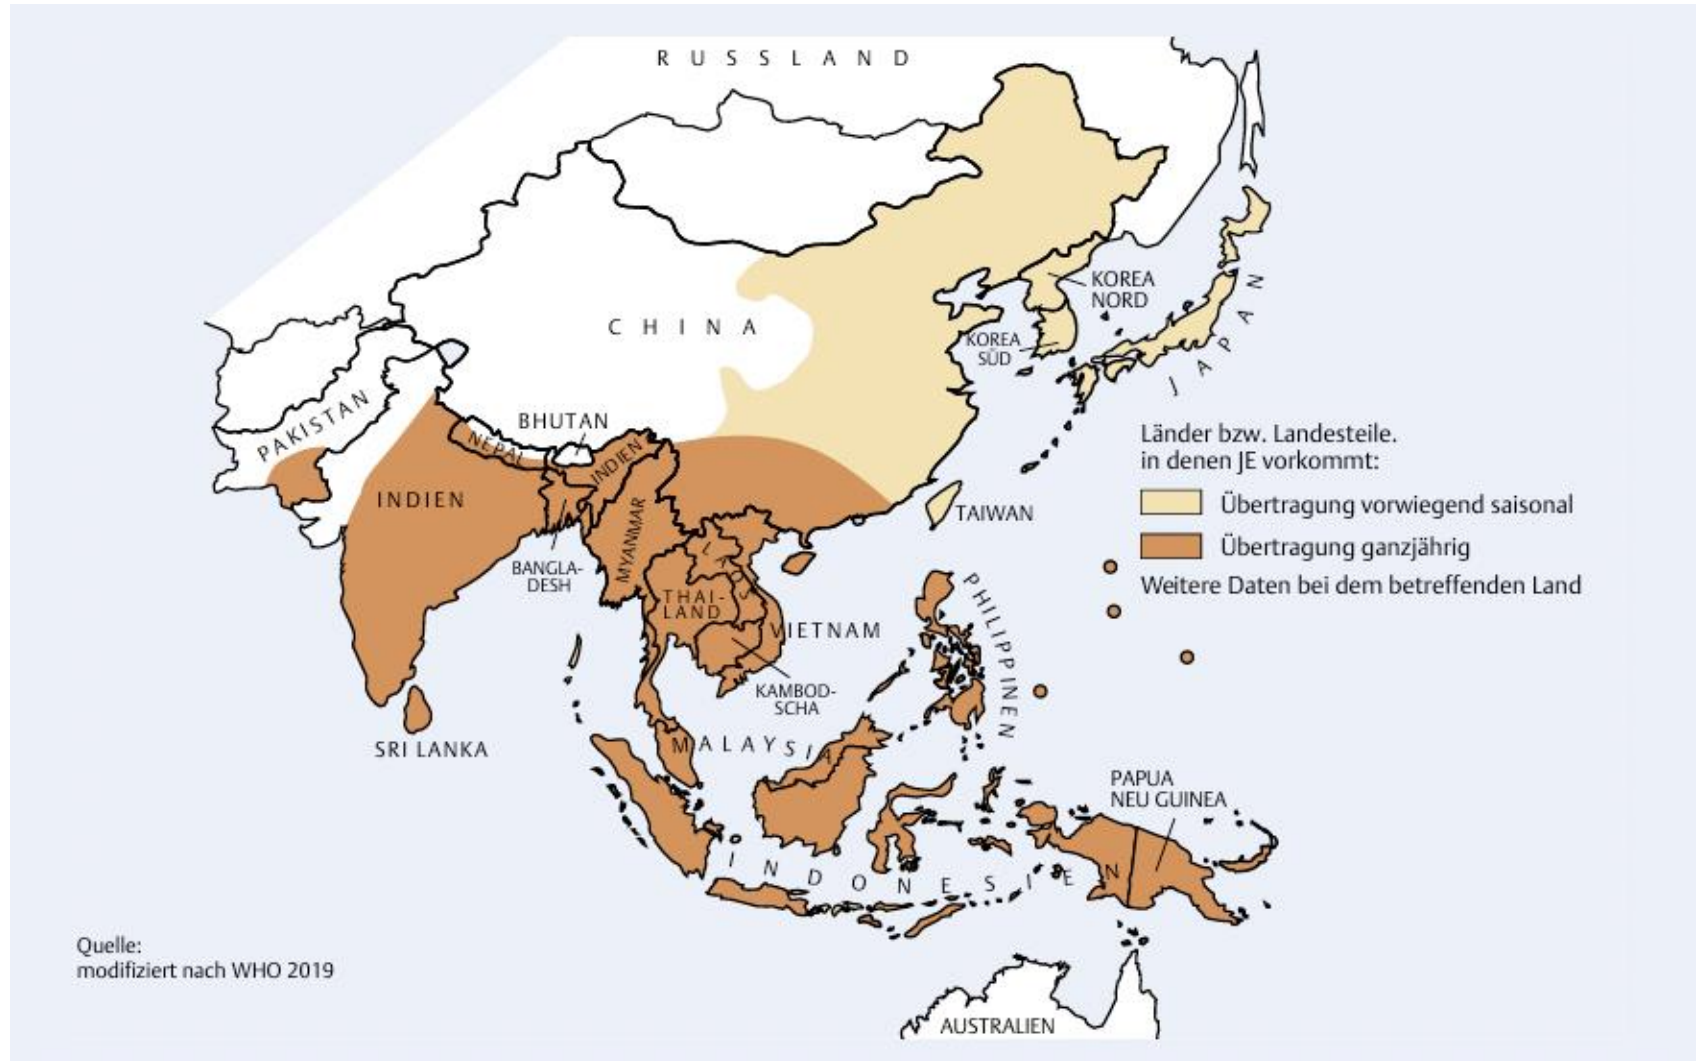 RUSSLAND
CHINA
KOREA
NORD
KOREA
SÜD
JAPAN
PAKISTAN
BHUTAN
NEPAL
INDIEN
INDIEN
MYANMAR
BANGLA-
DESH
LAOS
THAI-
LAND
VIETNAM
KAMBOD-
SCHA
TAIWAN
PHILIPPINEN
SRI LANKA
MALAYSIA
INDONESIEN
PAPUA
NEU GUINEA
AUSTRALIEN
Länder bzw. Landesteile.
in denen JE vorkommt:
Übertragung vorwiegend saisonal
Übertragung ganzjährig
Weitere Daten bei dem betreffenden Land
Quelle:
modifiziert nach WHO 2019